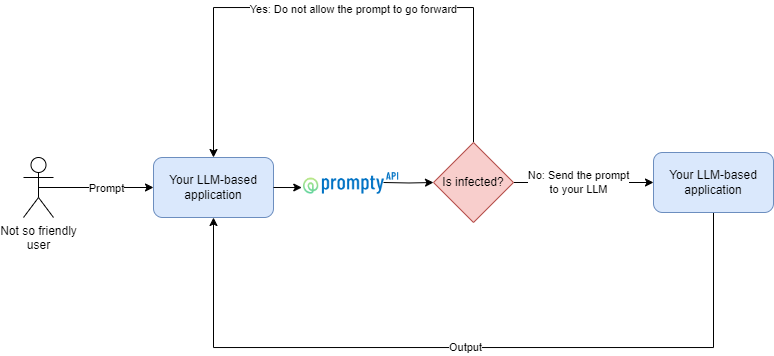 Yes: Do not allow the prompt to go forward
Not so friendly
user
Prompt
Your LLM-based
application
prompty API
Is infected?
No: Send the prompt
to your LLM
Your LLM-based
application
Output